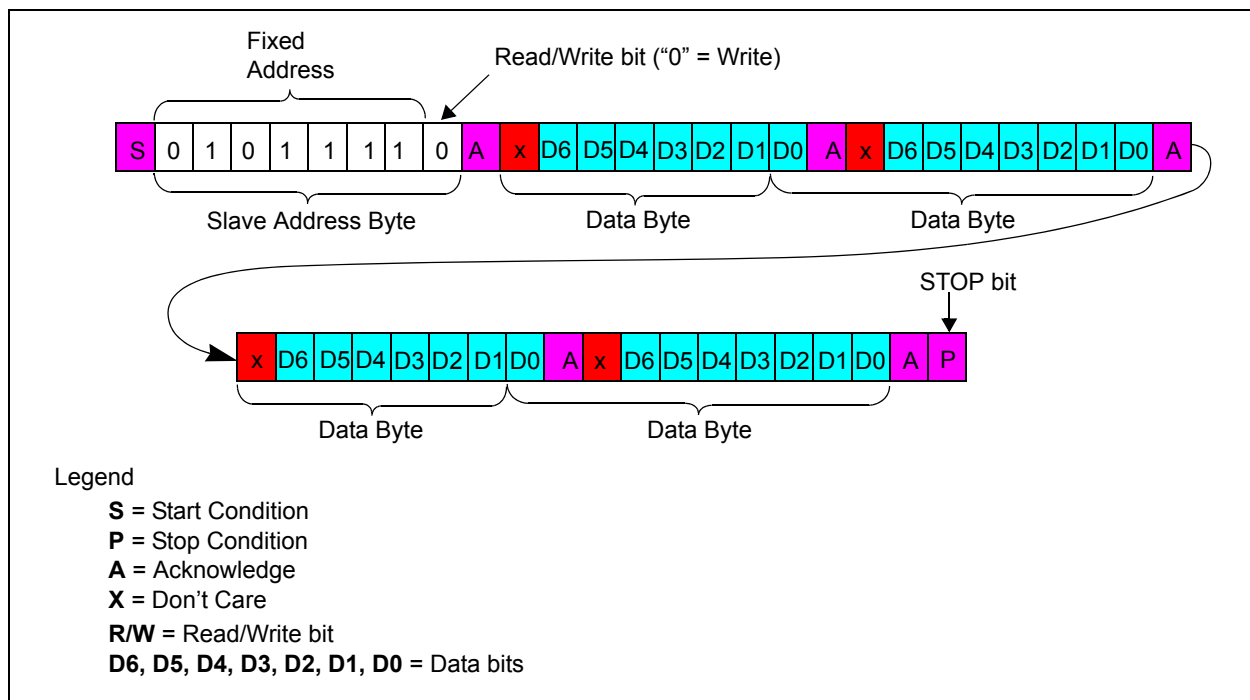 Fixed
Address
Read/Write bit (“0” = Write)
S 0 1 0 1 1 1 1 0 A x D6 D5 D4 D3 D2 D1 D0 A x D6 D5 D4 D3 D2 D1 D0 A
Slave Address Byte Data Byte Data Byte
STOP bit
x D6 D5 D4 D3 D2 D1 D0 A x D6 D5 D4 D3 D2 D1 D0 A P
Data Byte Data Byte
Legend
S = Start Condition
P = Stop Condition
A = Acknowledge
X = Don't Care
R/W = Read/Write bit
D6, D5, D4, D3, D2, D1, D0 = Data bits